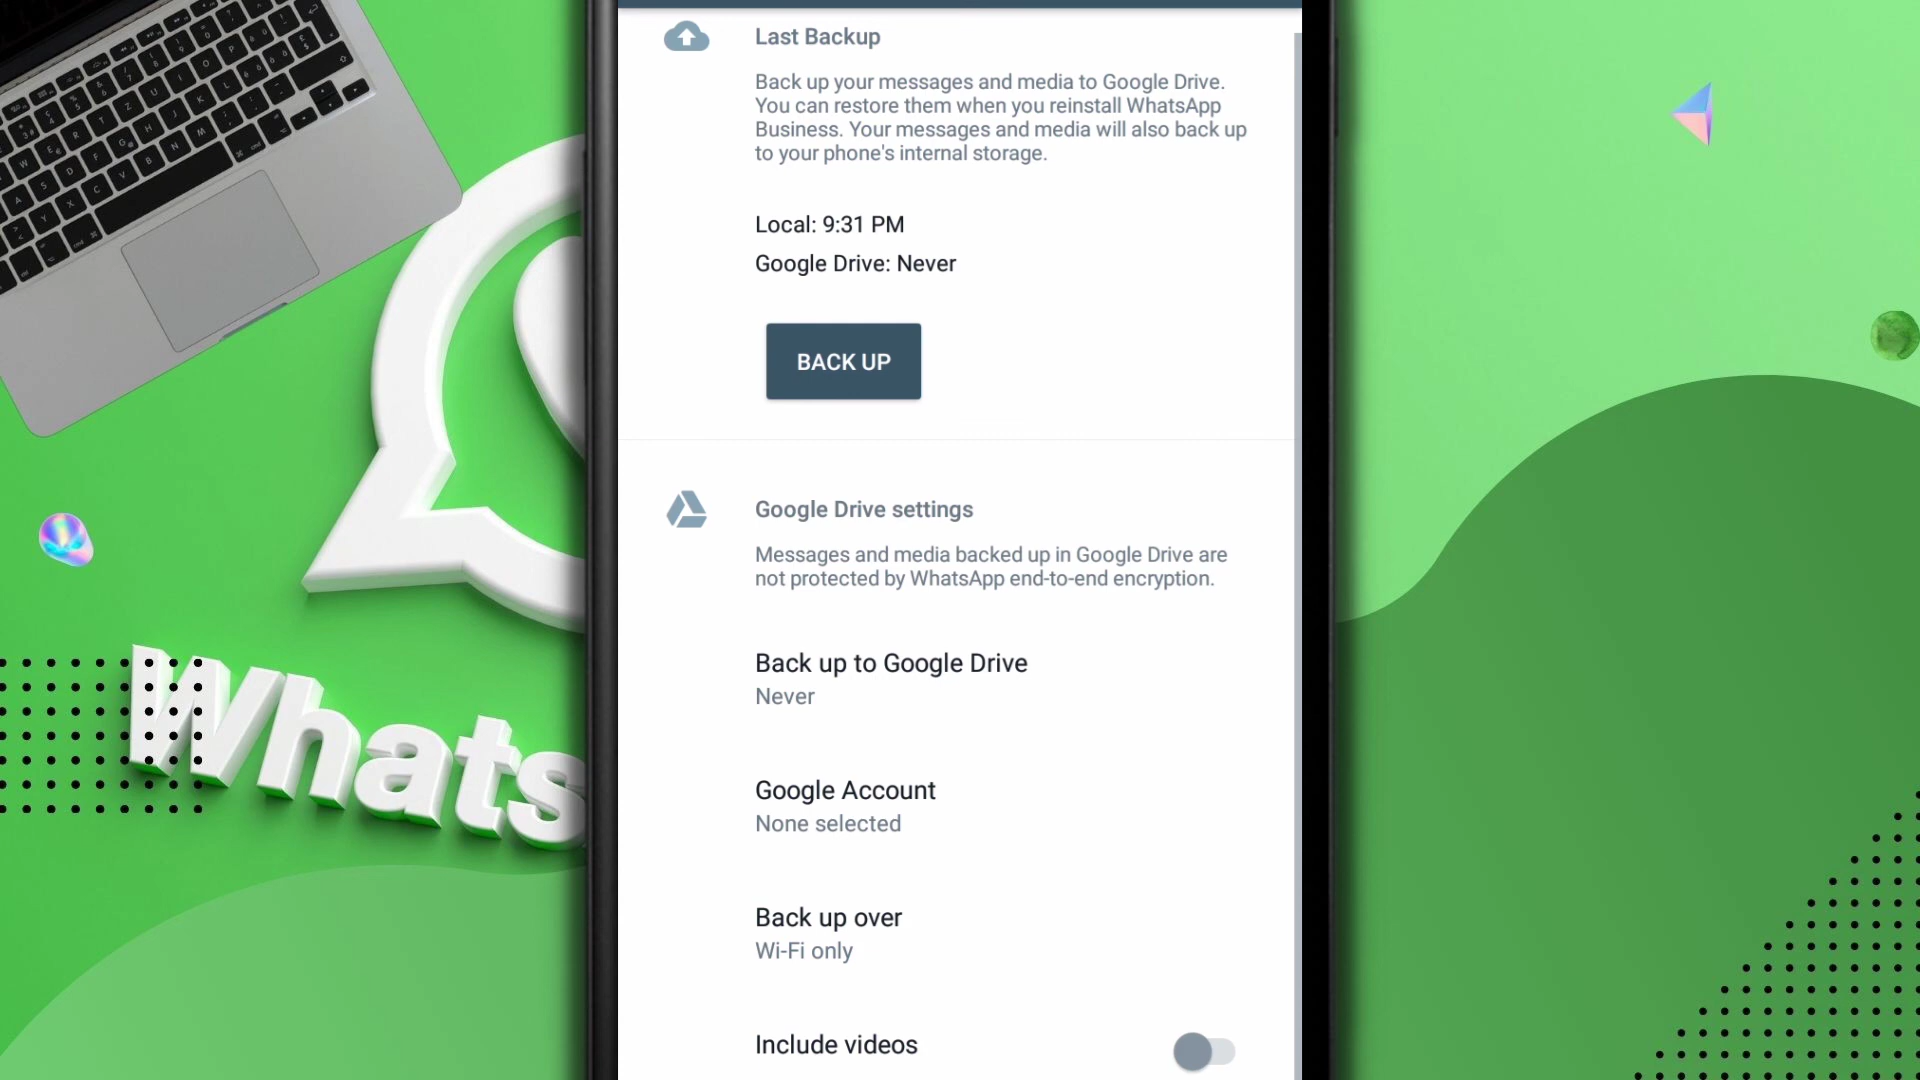 Last Backup
Back up your messages and media to Google Drive.
You can restore them when you reinstall WhatsApp
Business. Your messages and media will also back up
to your phone's internal storage.
Local: 9:31 PM
Google Drive: Never
BACK UP
Google Drive settings
Messages and media backed up in Google Drive are
not protected by WhatsApp end-to-end encryption.
Back up to Google Drive
Never
Google Account
None selected
Back up over
Wi-Fi only
Include videos
Whats